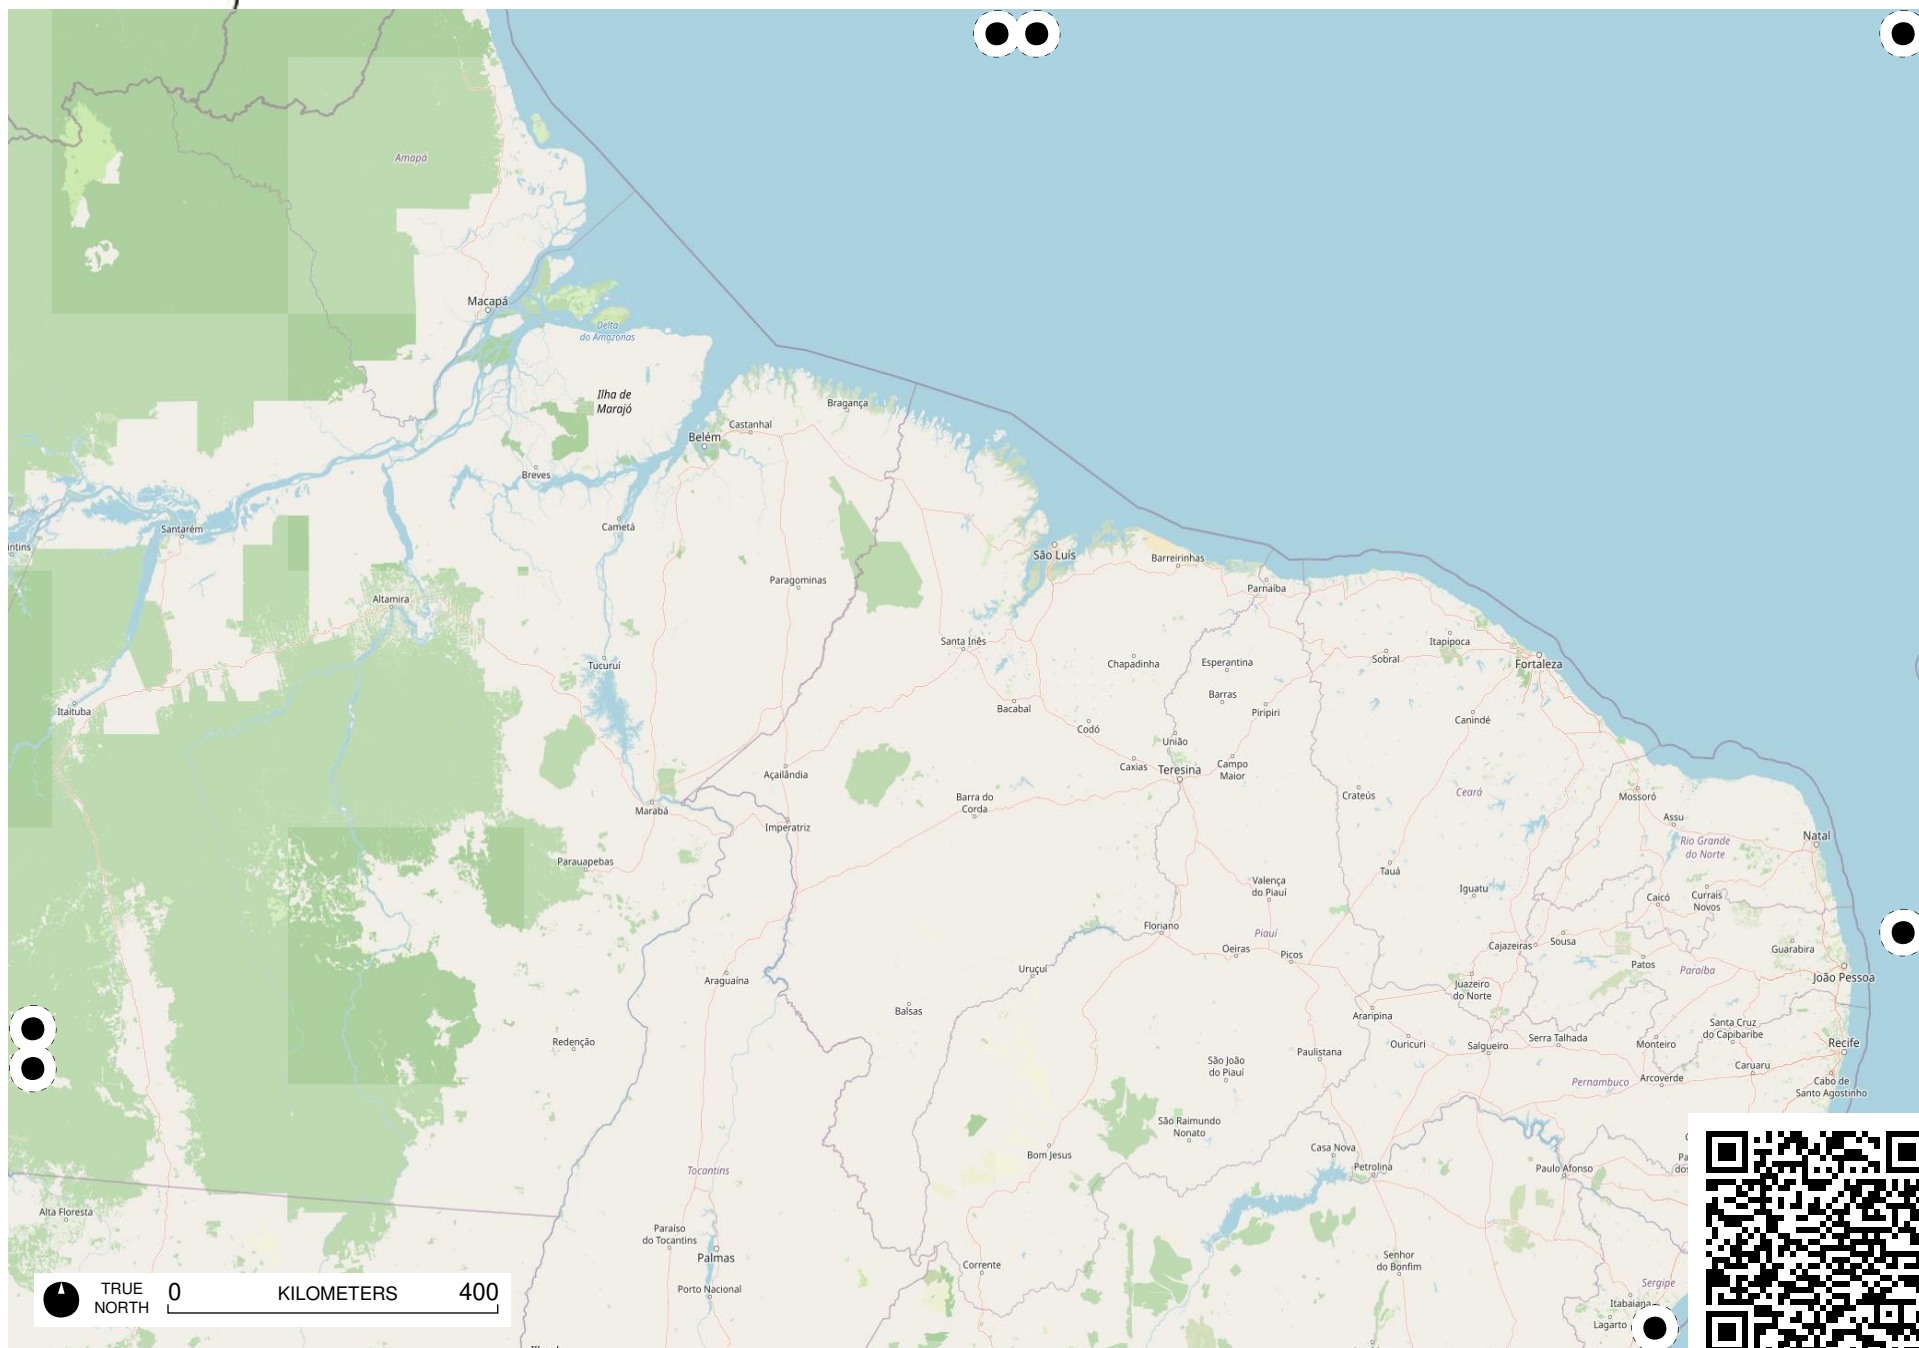 Amapá
Macapá
Delta
do Amazonas
Ilha de
Marajó
Bragança
Castanhal
Belém
Breves
Santarém
Cametá
intins
São Luís
Barreirinhas
Paragominas
Parnaíba
Altamira
Santa Inês
Itapipoca
Chapadinha
Esperantina
Sobral
Fortaleza
Tucuruí
Barras
Itaituba
Bacabal
Piripiri
Canindé
Codó
União
Caxias
Teresina
Campo
Maior
Açailândia
Crateús
Ceará
Mossoró
Marabá
Barra do
Corda
Assu
Imperatriz
Natal
Rio Grande
do Norte
Parauapebas
Tauá
Valença
do Piauí
Iguatu
Caicó
Currais
Novos
Floriano
Piauí
Cajazeiras
Sousa
Oeiras
Picos
Guarabira
Patos
Paraíba
Uruçuí
João Pessoa
Araguaína
Juazeiro
do Norte
Balsas
Araripina
Santa Cruz
do Capibaribe
Redenção
Ouricuri
Salgueiro
Serra Talhada
Monteiro
Recife
Paulistana
São João
do Piauí
Caruaru
Pernambuco
Arcoverde
Cabo de
Santo Agostinho
São Raimundo
Nonato
Casa Nova
Bom Jesus
Petrolina
Paulo Afonso
Tocantins
Alta Floresta
Paraíso
do Tocantins
Palmas
Senhor
do Bonfim
Corrente
Sergipe
Porto Nacional
Itabaiana
Lagarto
TRUE
NORTH
0 KILOMETERS 400